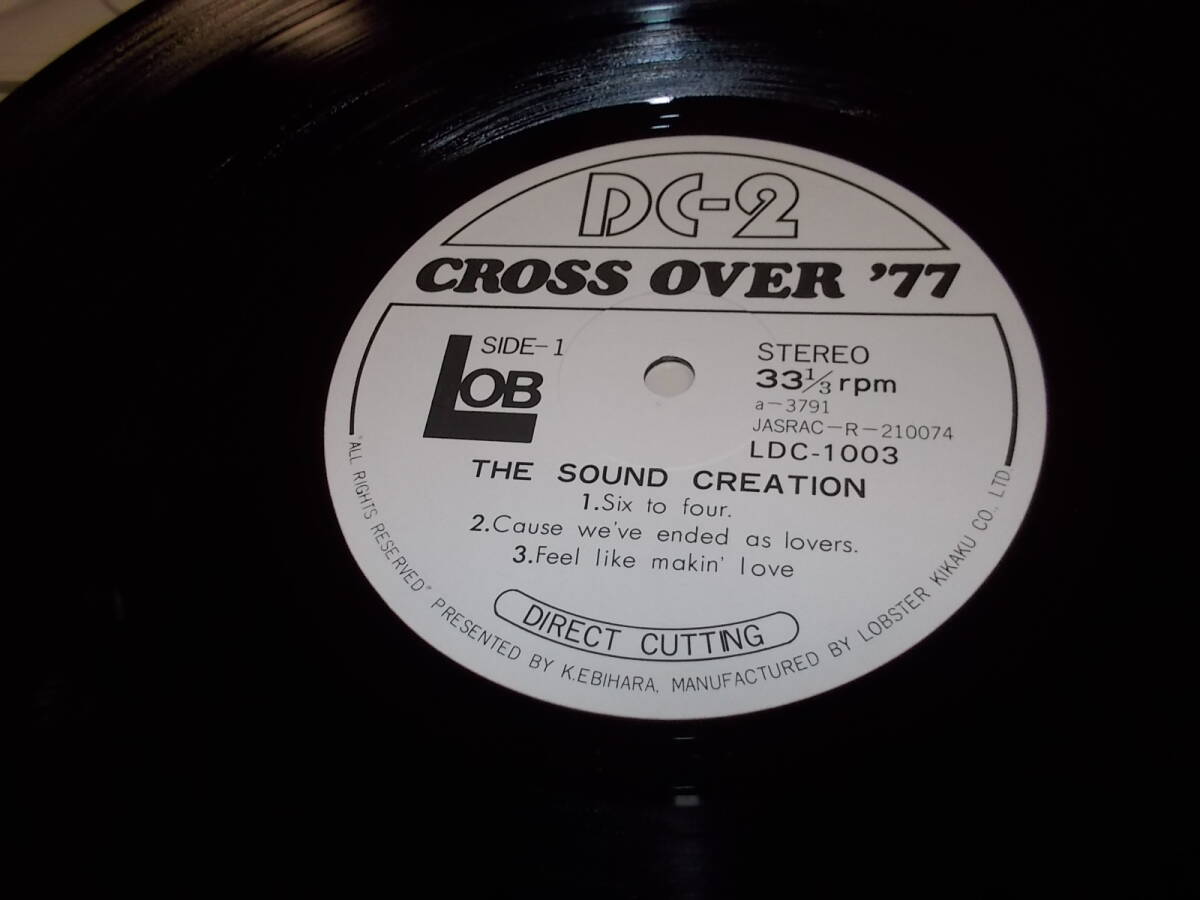 DC-2
CROSS OVER '77
SIDE-1
LOB
STEREO
33 1/3 rpm
a-3791
JASRAC-R-210074
LDC-1003
THE SOUND CREATION
1.Six to four.
2.Cause we've ended as lovers.
3.Feel like makin' love
DIRECT CUTTING
"ALL RIGHTS RESERVED" PRESENTED BY K.EBIHARA, MANUFACTURED BY LOBSTER KIKAKU CO., LTD.